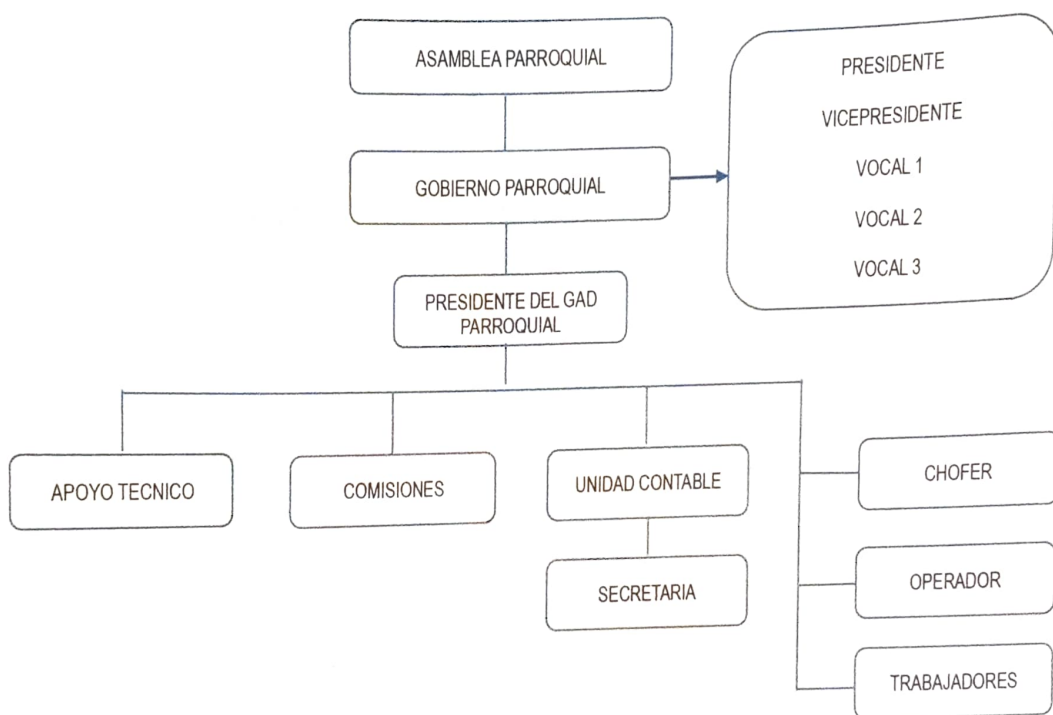 ASAMBLEA PARROQUIAL
GOBIERNO PARROQUIAL
PRESIDENTE
VICEPRESIDENTE
VOCAL 1
VOCAL 2
VOCAL 3
PRESIDENTE DEL GAD
PARROQUIAL
APOYO TECNICO
COMISIONES
UNIDAD CONTABLE
SECRETARIA
CHOFER
OPERADOR
TRABAJADORES